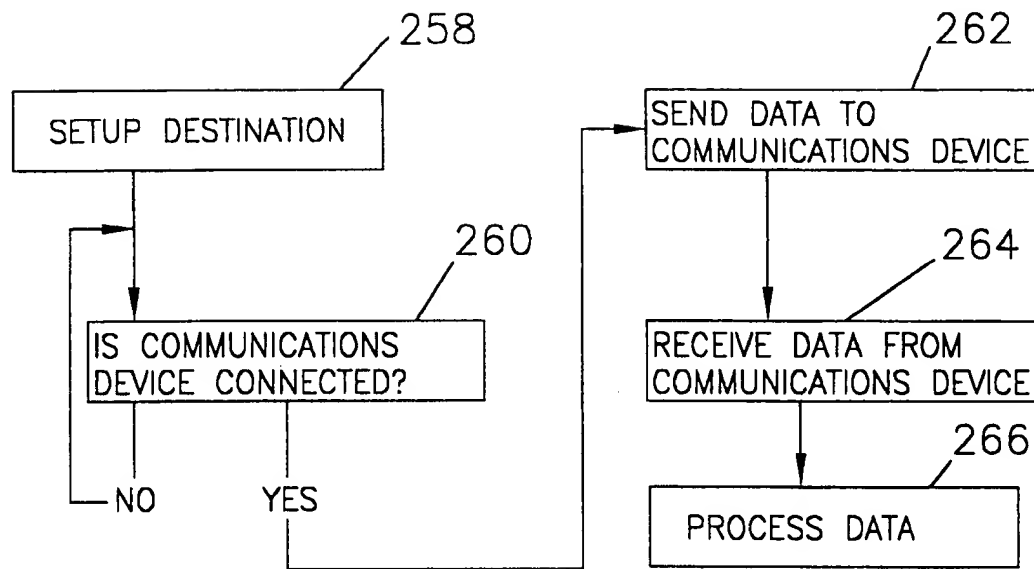 258
SETUP DESTINATION
260
IS COMMUNICATIONS
DEVICE CONNECTED?
NO
YES
262
SEND DATA TO
COMMUNICATIONS DEVICE
264
RECEIVE DATA FROM
COMMUNICATIONS DEVICE
266
PROCESS DATA